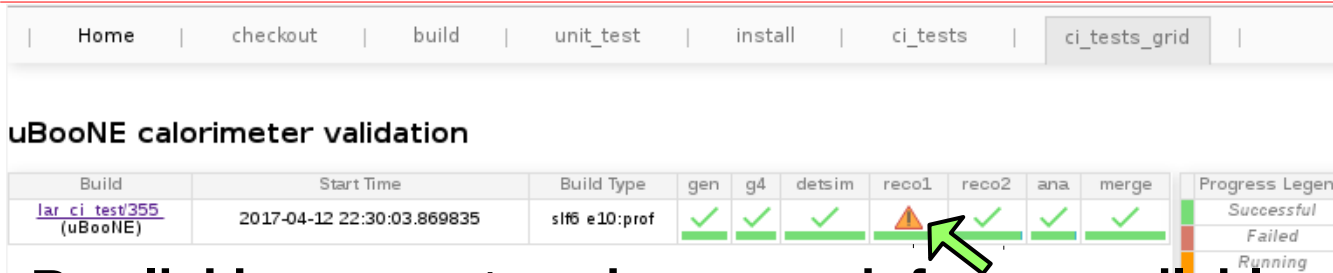 | Home | checkout | build | unit_test | install | ci_tests | ci_tests_grid |
uBooNE calorimeter validation
Build Start Time Build Type gen g4 detsim reco1 reco2 ana merge Progress Legen
lar_ci_test/355 2017-04-12 22:30:03.869835 slf6 e10:prof Successful
(uBooNE) Failed
Running